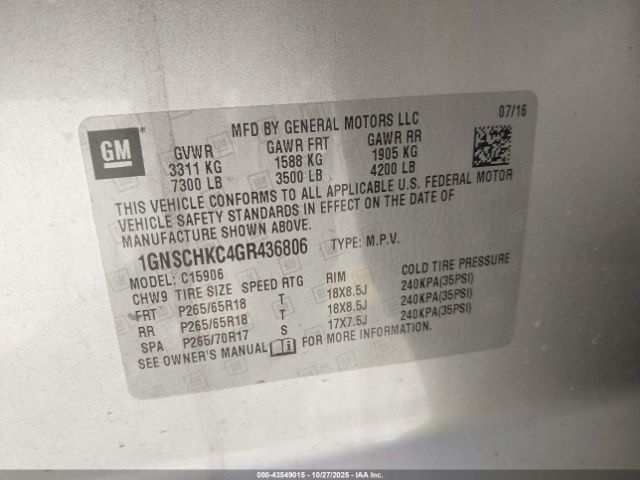 07/16
MFD BY GENERAL MOTORS LLC
GM
GVWR GAWR FRT GAWR RR
3311 KG 1588 KG 1905 KG
7300 LB 3500 LB 4200 LB
THIS VEHICLE CONFORMS TO ALL APPLICABLE U.S. FEDERAL MOTOR
VEHICLE SAFETY STANDARDS IN EFFECT ON THE DATE OF
MANUFACTURE SHOWN ABOVE.
1GNSCHKC4GR436806 TYPE: M.P.V.
MODEL: C15906
CHW9 TIRE SIZE SPEED RTG RIM COLD TIRE PRESSURE
FRT P265/65R18 T 18X8.5J 240KPA(35PSI)
RR P265/65R18 T 18X8.5J 240KPA(35PSI)
SPA P265/70R17 S 17X7.5J 240KPA(35PSI)
SEE OWNER'S MANUAL FOR MORE INFORMATION.
000-43549015 | 10/27/2025 - IAAI.COM